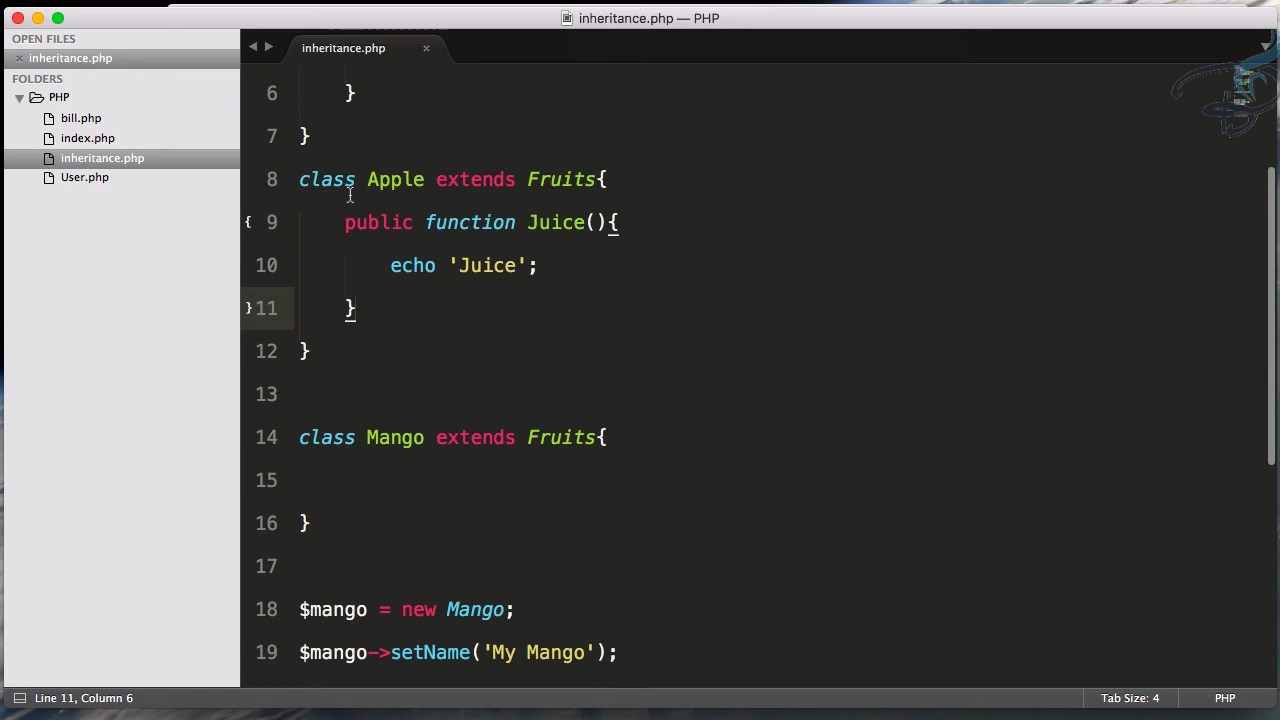 inheritance.php — PHP
OPEN FILES
inheritance.php
FOLDERS
PHP
bill.php
index.php
inheritance.php
User.php
inheritance.php
6 }
7 }
8 class Apple extends Fruits{
{ 9 public function Juice(){
10 echo 'Juice';
}11 }
12 }
13
14 class Mango extends Fruits{
15
16 }
17
18 $mango = new Mango;
19 $mango->setName('My Mango');
Line 11, Column 6
Tab Size: 4
PHP